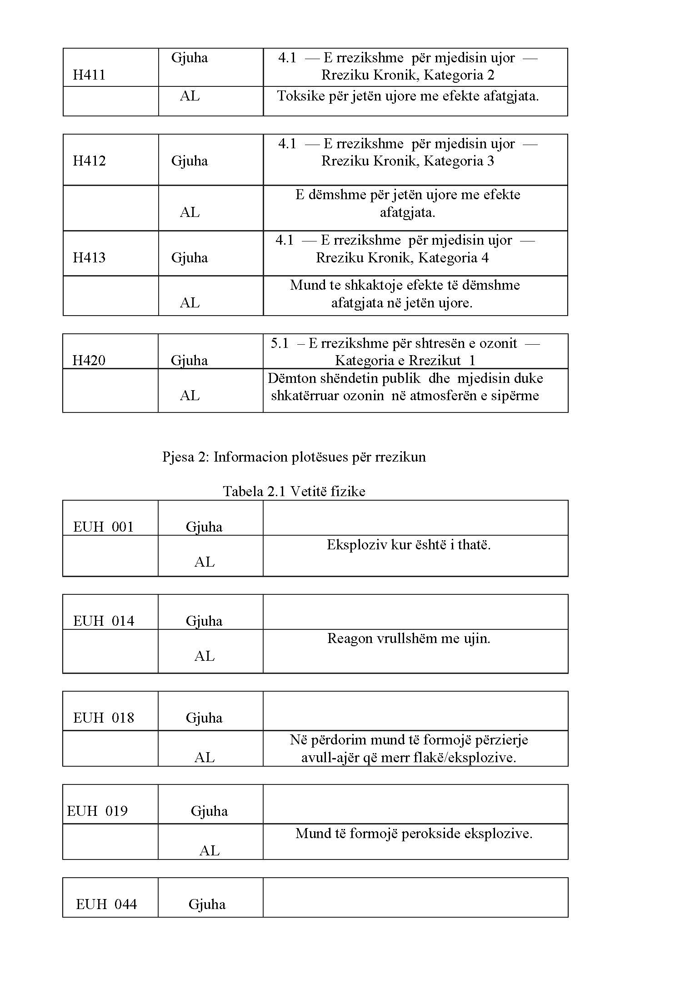 Gjuha 4.1 — E rrezikshme për mjedisin ujor —
H411 Rreziku Kronik, Kategoria 2
AL Toksike për jetën ujore me efekte afatgjata.
4.1 — E rrezikshme për mjedisin ujor —
H412 Gjuha Rreziku Kronik, Kategoria 3
E dëmshme për jetën ujore me efekte
AL afatgjata.
4.1 — E rrezikshme për mjedisin ujor —
H413 Gjuha Rreziku Kronik, Kategoria 4
Mund te shkaktoje efekte të dëmshme
AL afatgjata në jetën ujore.
5.1 – E rrezikshme për shtresën e ozonit —
H420 Gjuha Kategoria e Rrezikut 1
Dëmton shëndetin publik dhe mjedisin duke
AL shkatërruar ozonin në atmosferën e sipërme
Pjesa 2: Informacion plotësues për rrezikun
Tabela 2.1 Vetitë fizike
EUH 001 Gjuha
Eksploziv kur është i thatë.
AL
EUH 014 Gjuha
Reagon vrullshëm me ujin.
AL
EUH 018 Gjuha
Në përdorim mund të formojë përzierje
AL avull-ajër që merr flakë/eksplozive.
EUH 019 Gjuha
Mund të formojë perokside eksplozive.
AL
EUH 044 Gjuha